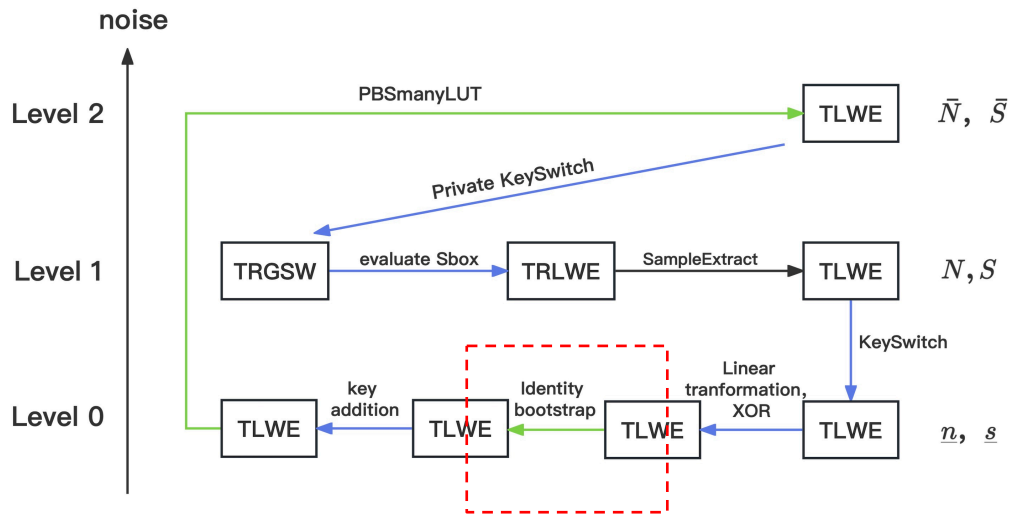 noise
PBSmanyLUT
Level 2
TLWE
N̄, S̄
Private KeySwitch
Level 1
TRGSW
evaluate Sbox
TRLWE
SampleExtract
TLWE
N, S
KeySwitch
Level 0
TLWE
key
addition
TLWE
Identity
bootstrap
TLWE
Linear
tranformation,
XOR
TLWE
n̲, s̲